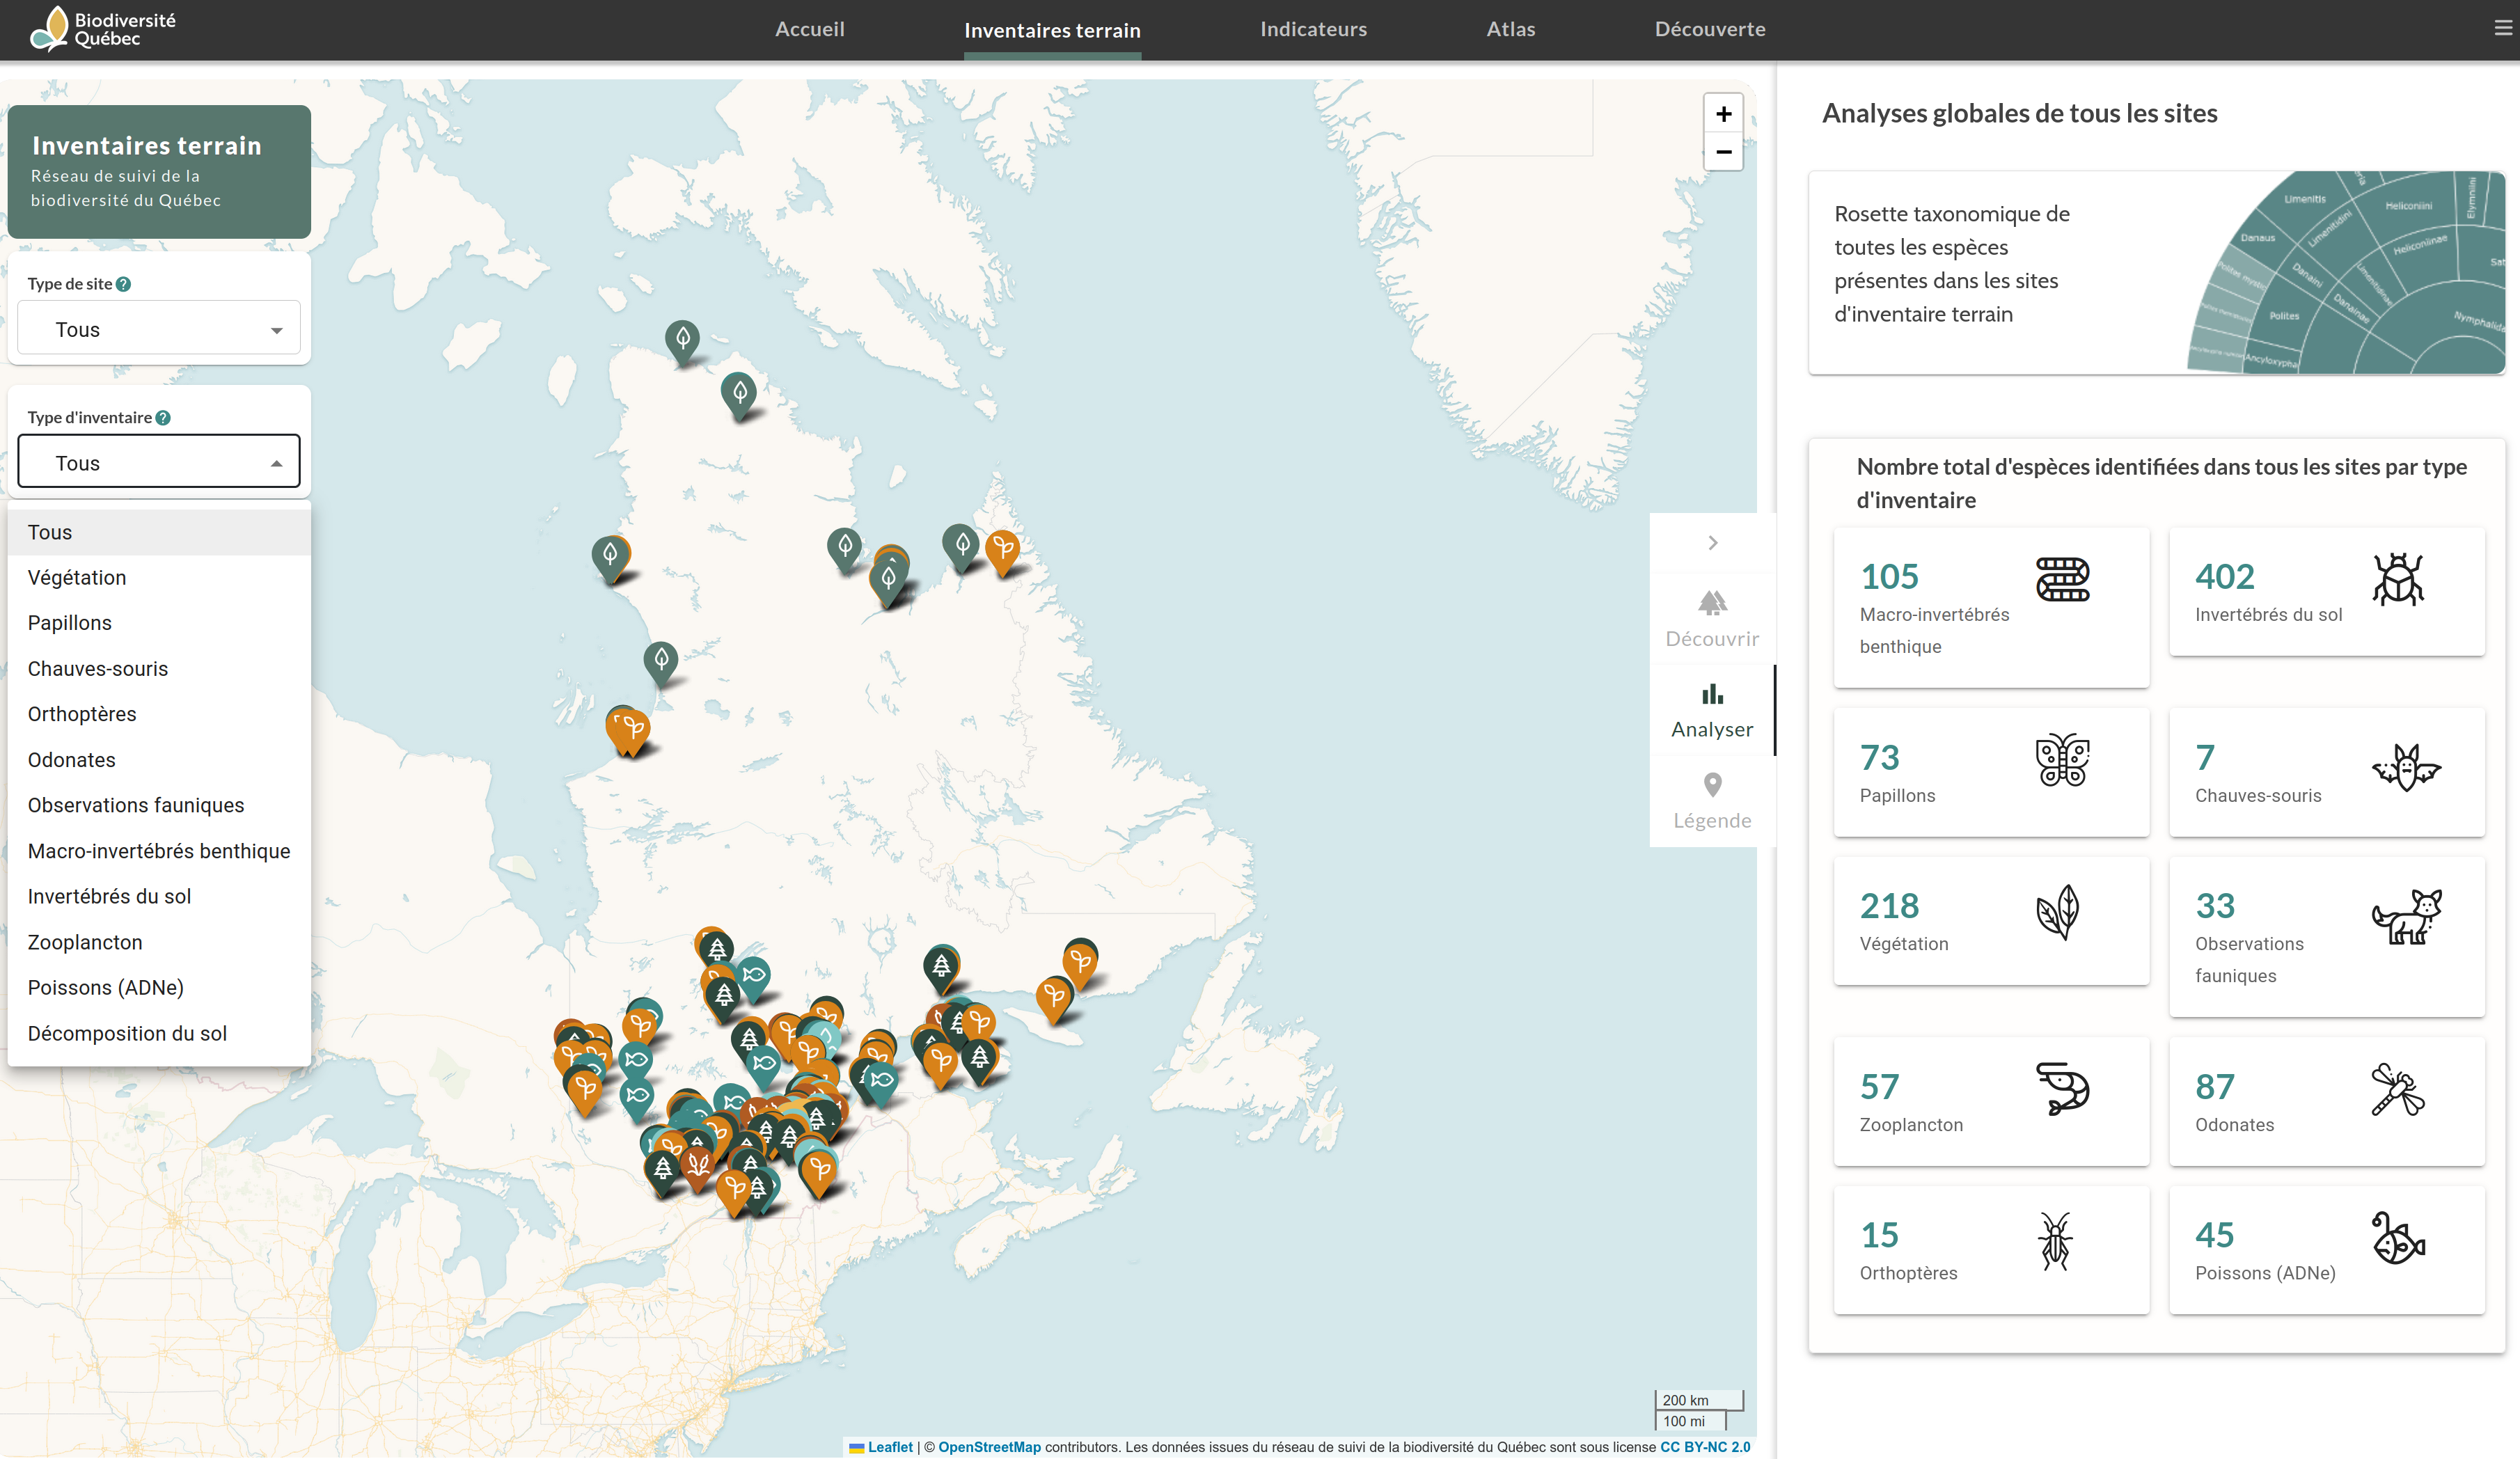 Biodiversité
Québec
Accueil
Inventaires terrain
Indicateurs
Atlas
Découverte
Inventaires terrain
Réseau de suivi de la
biodiversité du Québec
Type de site ?
Tous
Type d'inventaire ?
Tous
Tous
Végétation
Papillons
Chauves-souris
Orthoptères
Odonates
Observations fauniques
Macro-invertébrés benthique
Invertébrés du sol
Zooplancton
Poissons (ADNe)
Décomposition du sol
+
−
Découvrir
Analyser
Légende
200 km
100 mi
Leaflet | © OpenStreetMap contributors. Les données issues du réseau de suivi de la biodiversité du Québec sont sous license CC BY-NC 2.0
Analyses globales de tous les sites
Rosette taxonomique de
toutes les espèces
présentes dans les sites
d'inventaire terrain
Limenitis
Heliconiini
Elymniini
Danaus
Limenitidini
Heliconiinae
Sat
Danaini
Limenitidinae
Danainae
Polites
Nymphalida
Ancyloxypha
Nombre total d'espèces identifiées dans tous les sites par type
d'inventaire
105
Macro-invertébrés
benthique
402
Invertébrés du sol
73
Papillons
7
Chauves-souris
218
Végétation
33
Observations
fauniques
57
Zooplancton
87
Odonates
15
Orthoptères
45
Poissons (ADNe)